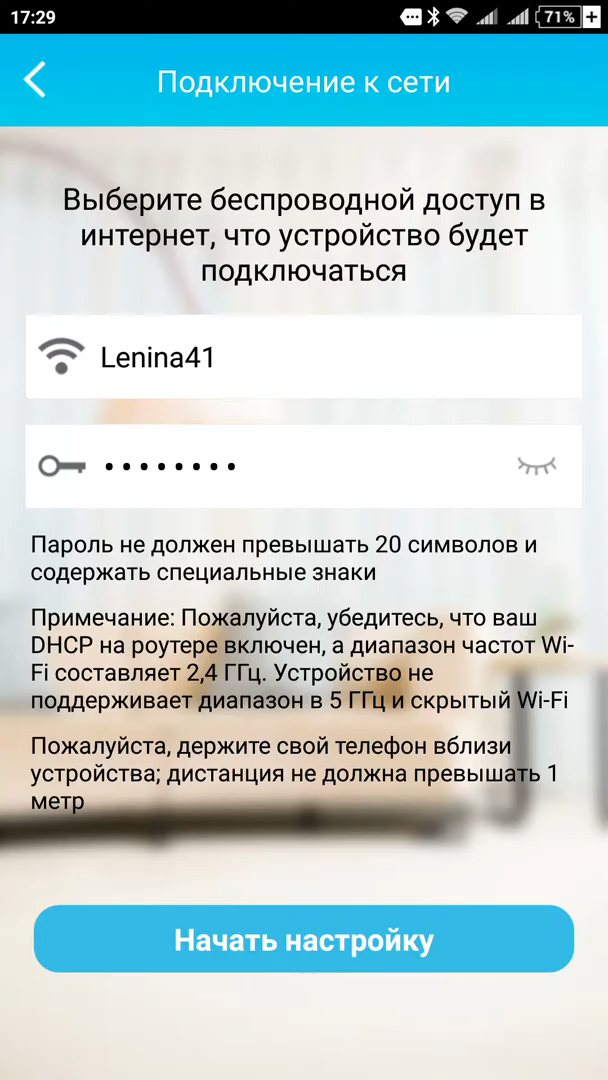 17:29
71%
Подключение к сети
Выберите беспроводной доступ в
интернет, что устройство будет
подключаться
Lenina41
••••••••
Пароль не должен превышать 20 символов и
содержать специальные знаки
Примечание: Пожалуйста, убедитесь, что ваш
DHCP на роутере включен, а диапазон частот Wi-
Fi составляет 2,4 ГГц. Устройство не
поддерживает диапазон в 5 ГГц и скрытый Wi-Fi
Пожалуйста, держите свой телефон вблизи
устройства; дистанция не должна превышать 1
метр
Начать настройку